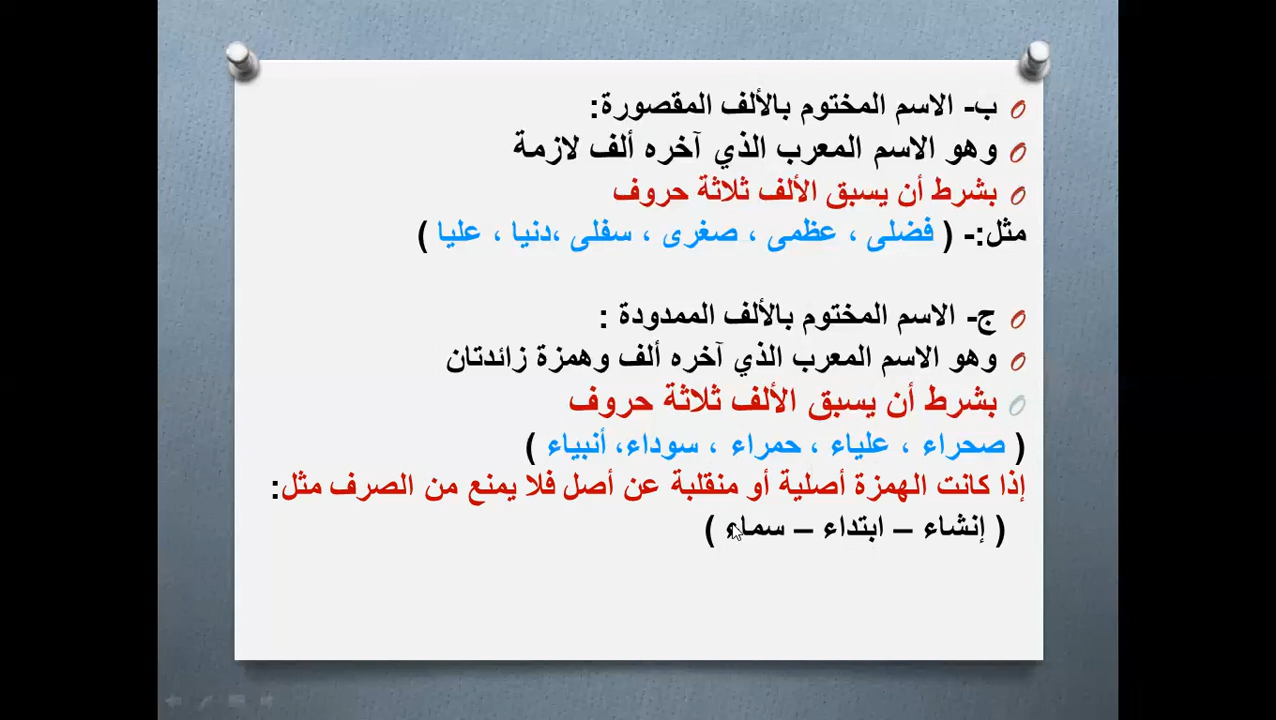 ب- الاسم المختوم بالألف المقصورة:
وهو الاسم المعرب الذي آخره ألف لازمة
بشرط أن يسبق الألف ثلاثة حروف
مثل:- ( فضلى ، عظمى ، صغرى ، سفلى ،دنيا ، عليا )
ج- الاسم المختوم بالألف الممدودة :
وهو الاسم المعرب الذي آخره ألف وهمزة زائدتان
بشرط أن يسبق الألف ثلاثة حروف
( صحراء ، علياء ، حمراء ، سوداء، أنبياء )
إذا كانت الهمزة أصلية أو منقلبة عن أصل فلا يمنع من الصرف مثل:
( إنشاء – ابتداء – سماء )